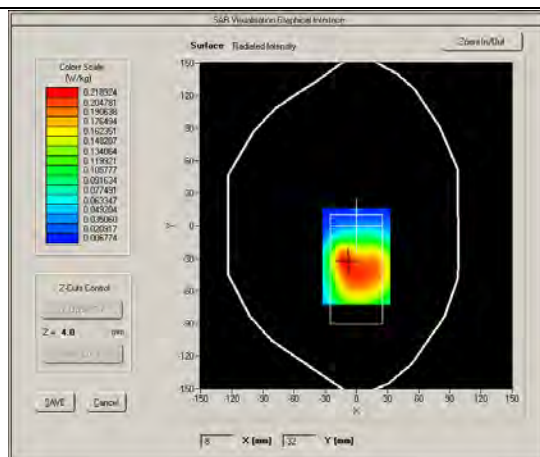 SAR Visualisation Graphical Interface
Surface Radiated Intensity
Zoom In/Out
Colors Scale
(W/kg)
0.218924
0.204781
0.190638
0.176494
0.162351
0.148207
0.134064
0.119921
0.105777
0.091634
0.077491
0.063347
0.049204
0.035060
0.020917
0.006774
Z-Cuts Control
Z = 4.0 mm
SAVE
Cancel
150
120
90
60
30
0
-30
-60
-90
-120
-150
Y
-150 -120 -90 -60 -30 0 30 60 90 120 150
X
8 X (mm) 32 Y (mm)